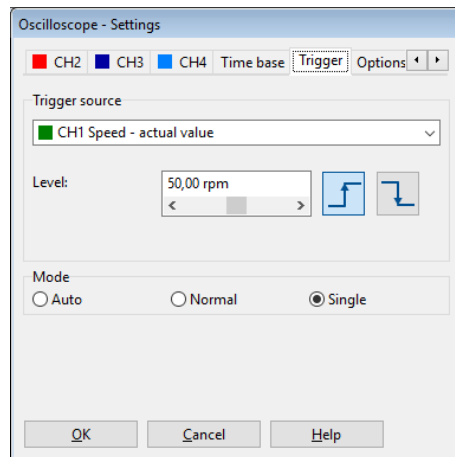 Oscilloscope - Settings
CH2 CH3 CH4 Time base Trigger Options
Trigger source
CH1 Speed - actual value
Level:
50,00 rpm
Mode
Auto Normal Single
OK Cancel Help